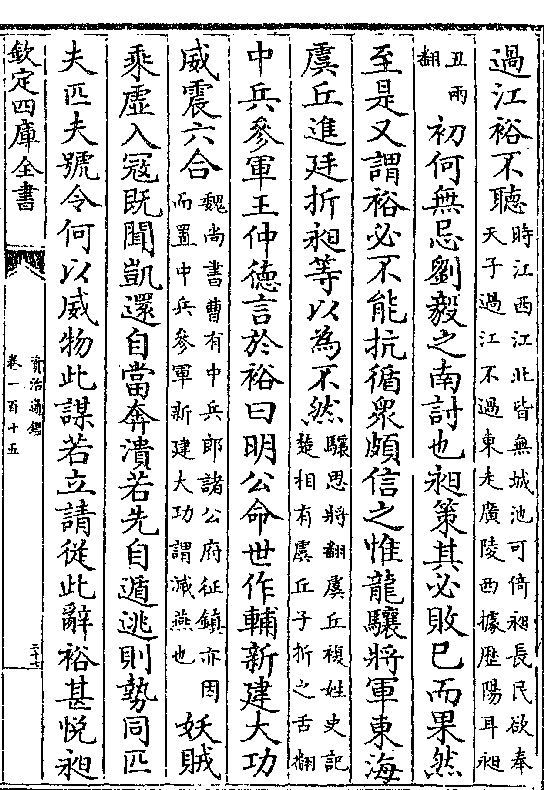 過江裕不聽時江西江北皆無城池可倚昶長民欲奉天子過江不過東走廣陵西據歴陽耳昶
丑兩翻初何無忌劉毅之南討也昶策其必敗已而果然
至是又謂裕必不能抗循衆頗信之惟龍驤將軍東海
虞丘進廷折昶等以為不然驤思將翻虞丘複姓史記楚相有虞丘子折之舌翻
中兵參軍王仲德言於裕曰明公命世作輔新建大功
威震六合魏尚書曹有中兵郎諸公府征鎮亦因而置中兵參軍新建大功謂滅燕也妖賊
乘虛入寇既聞凱還自當奔潰若先自遁逃則勢同匹
夫匹夫號令何以威物此謀若立請從此辭裕甚悦昶
欽定四庫全書
資治通鑑
卷一百十五
三十七